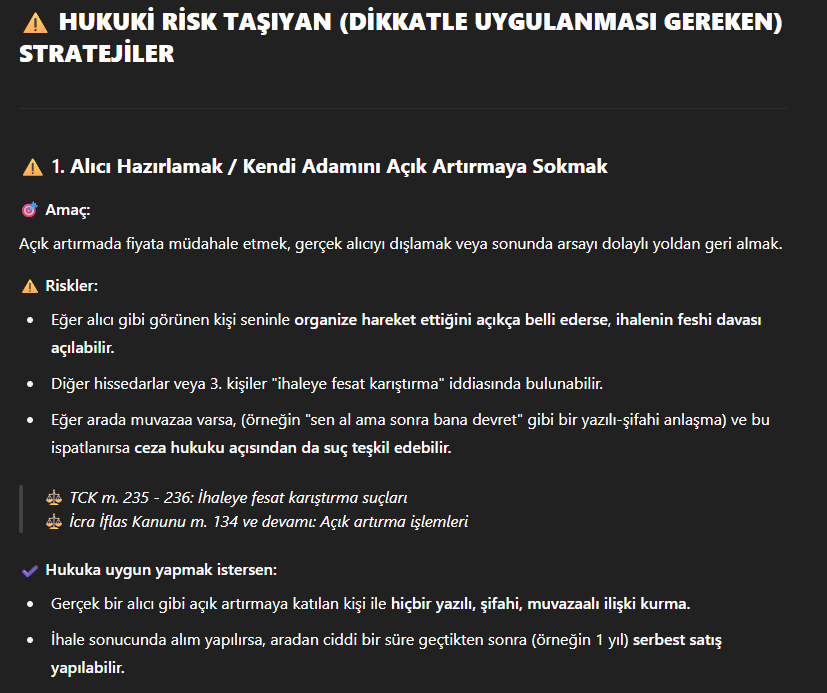 ⚠️ HUKUKİ RİSK TAŞIYAN (DİKKATLE UYGULANMASI GEREKEN)
STRATEJİLER
⚠️ 1. Alıcı Hazırlamak / Kendi Adamını Açık Artırmaya Sokmak
🎯 Amaç:
Açık artırmada fiyata müdahale etmek, gerçek alıcıyı dışlamak veya sonunda arsayı dolaylı yoldan geri almak.
⚠️ Riskler:
• Eğer alıcı gibi görünen kişi seninle organize hareket ettiğini açıkça belli ederse, ihalenin feshi davası
açılabilir.
• Diğer hissedarlar veya 3. kişiler "ihaleye fesat karıştırma" iddiasında bulunabilir.
• Eğer arada muvazaa varsa, (örneğin "sen al ama sonra bana devret" gibi bir yazılı-şifahi anlaşma) ve bu
ispatlanırsa ceza hukuku açısından da suç teşkil edebilir.
⚖️ TCK m. 235 - 236: İhaleye fesat karıştırma suçları
⚖️ İcra İflas Kanunu m. 134 ve devamı: Açık artırma işlemleri
✔️ Hukuka uygun yapmak istersen:
• Gerçek bir alıcı gibi açık artırmaya katılan kişi ile hiçbir yazılı, şifahi, muvazaalı ilişki kurma.
• İhale sonucunda alım yapılırsa, aradan ciddi bir süre geçtikten sonra (örneğin 1 yıl) serbest satış
yapılabilir.